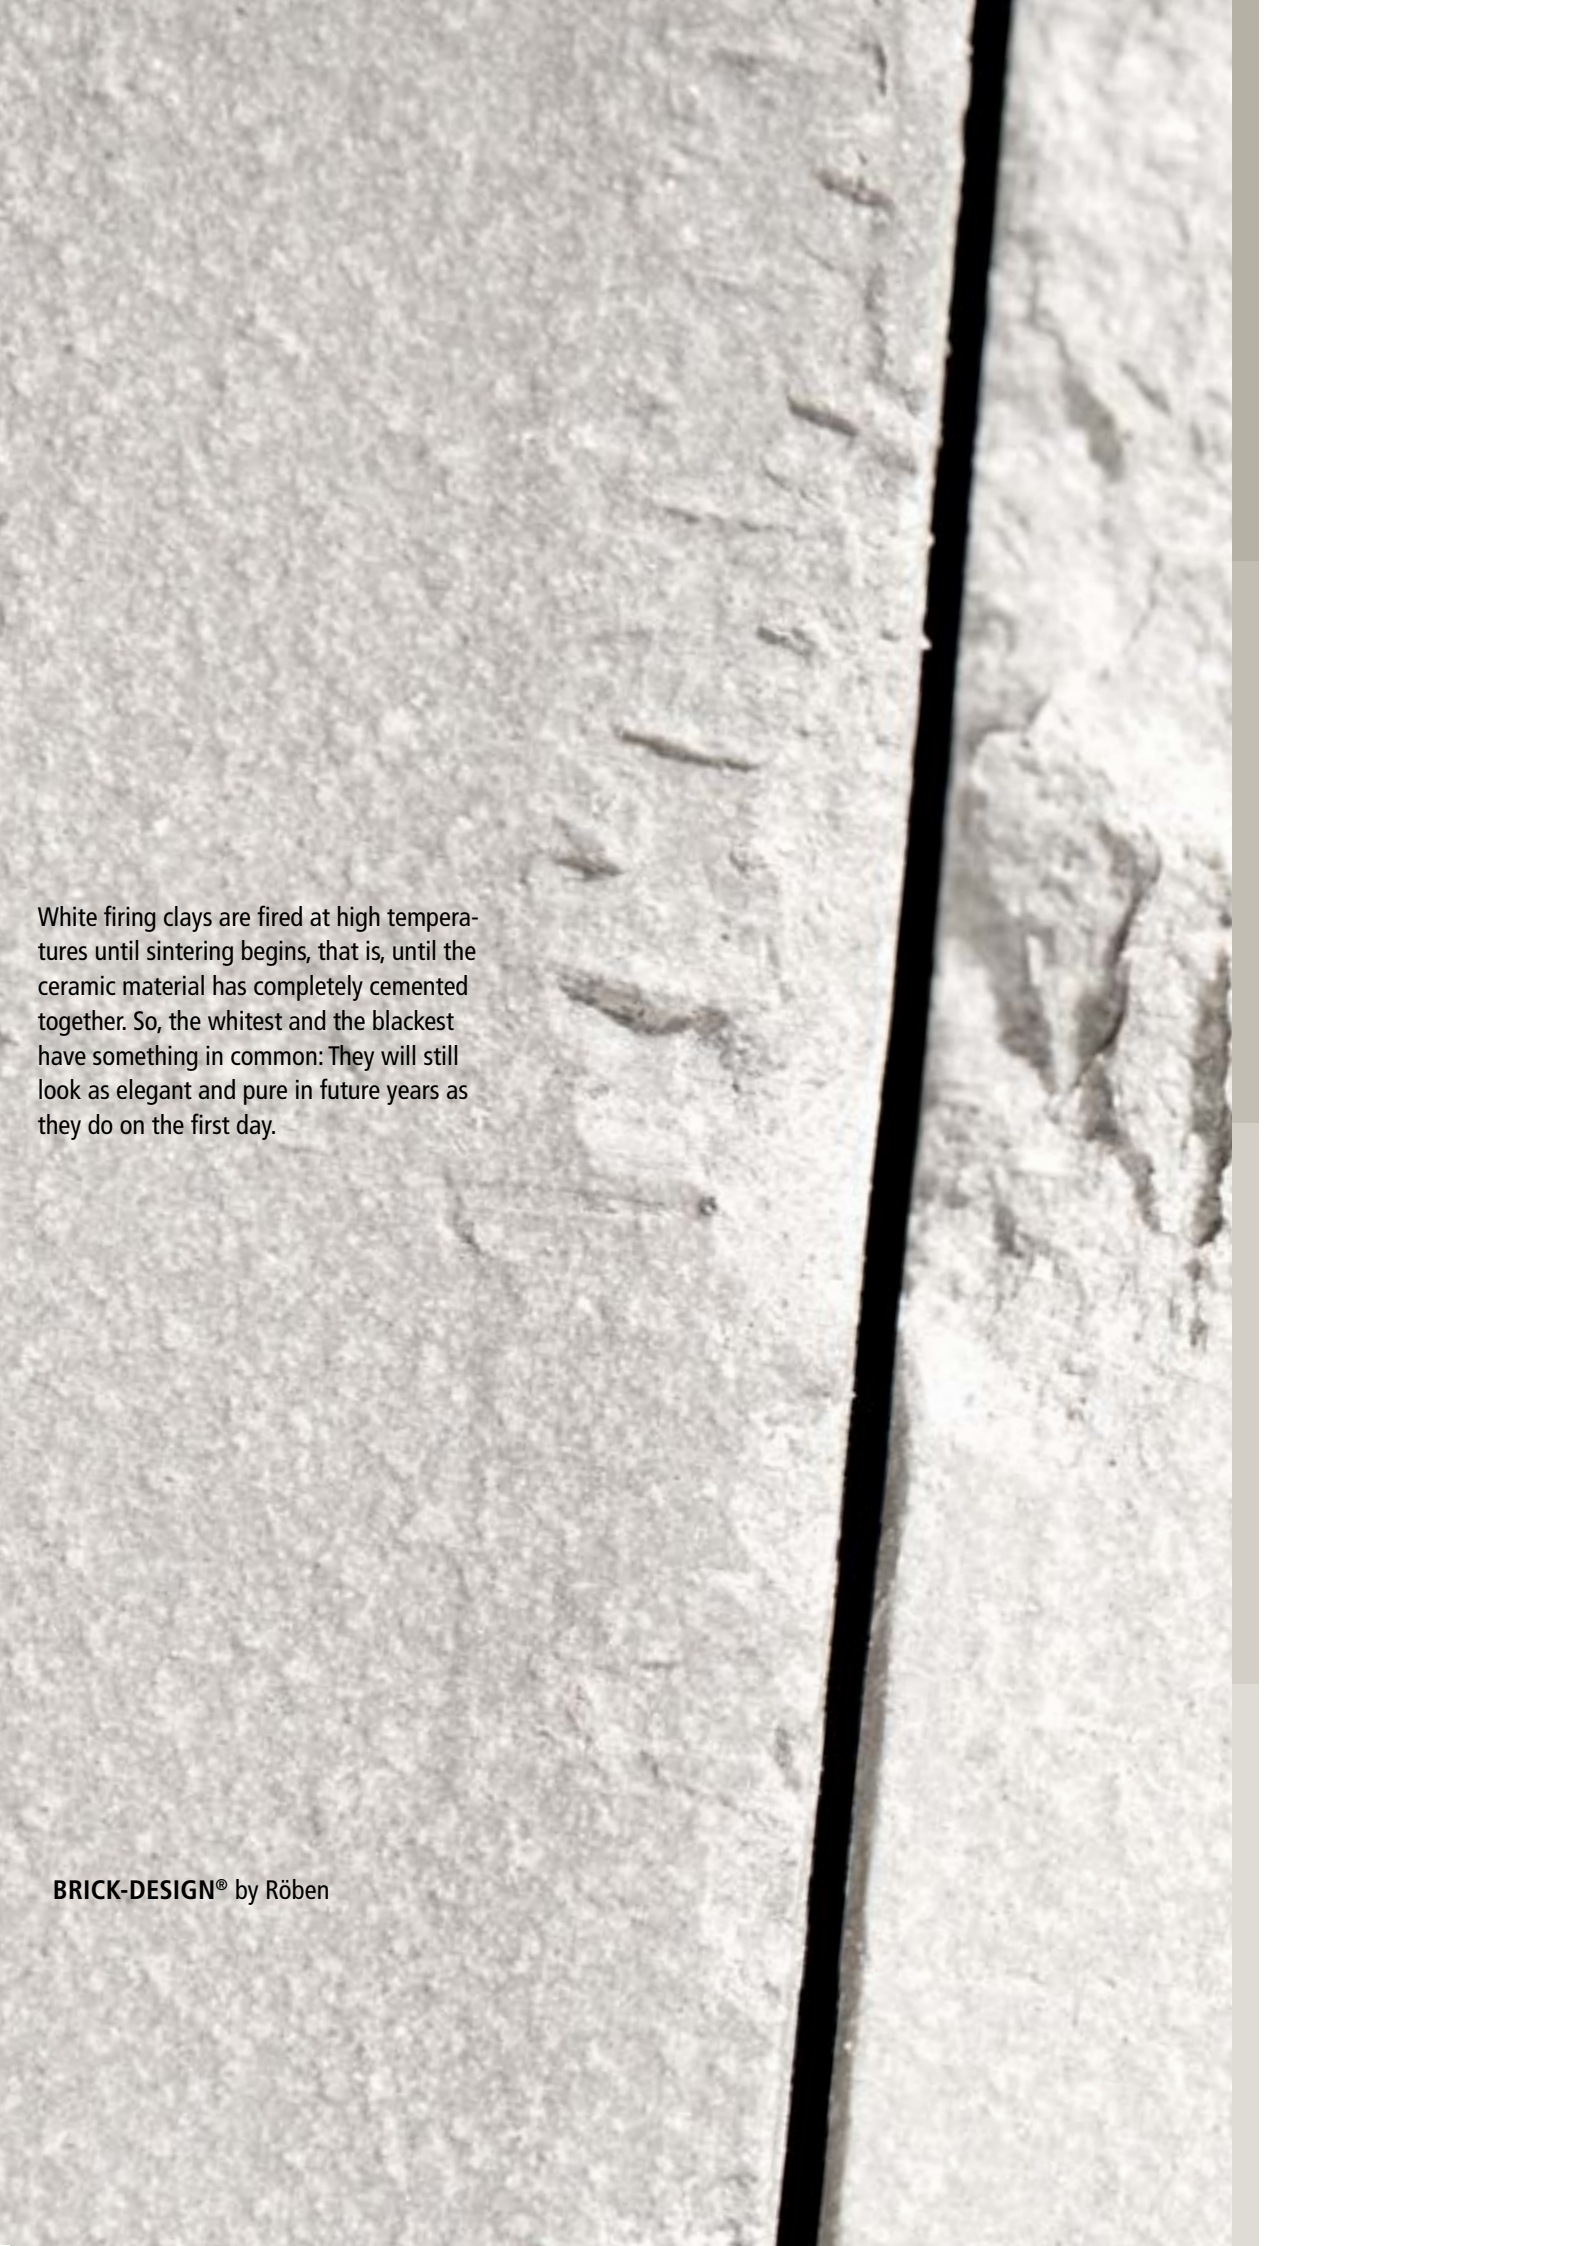 White firing clays are fired at high tempera-
tures until sintering begins, that is, until the
ceramic material has completely cemented
together. So, the whitest and the blackest
have something in common: They will still
look as elegant and pure in future years as
they do on the first day.
BRICK-DESIGN® by Röben